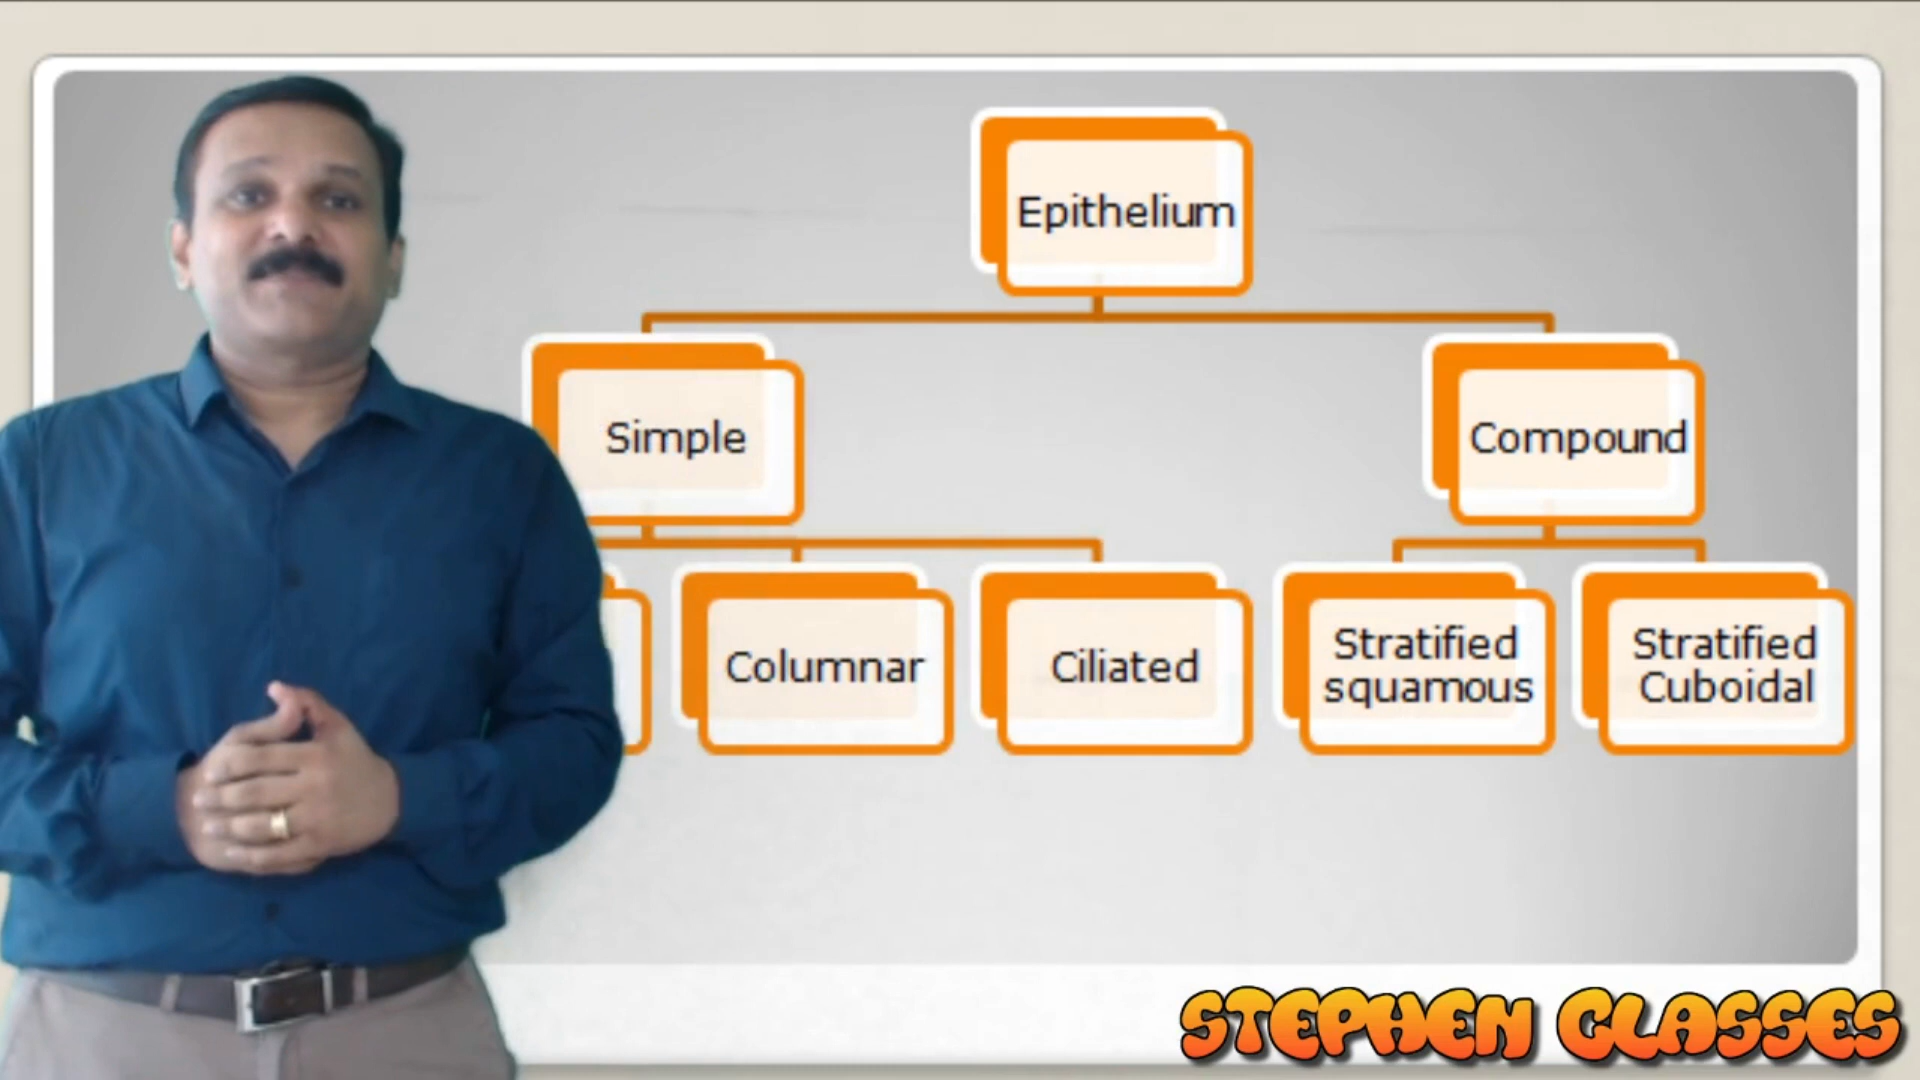 Epithelium
Simple
Compound
Columnar
Ciliated
Stratified
squamous
Stratified
Cuboidal
STEPHEN CLASSES